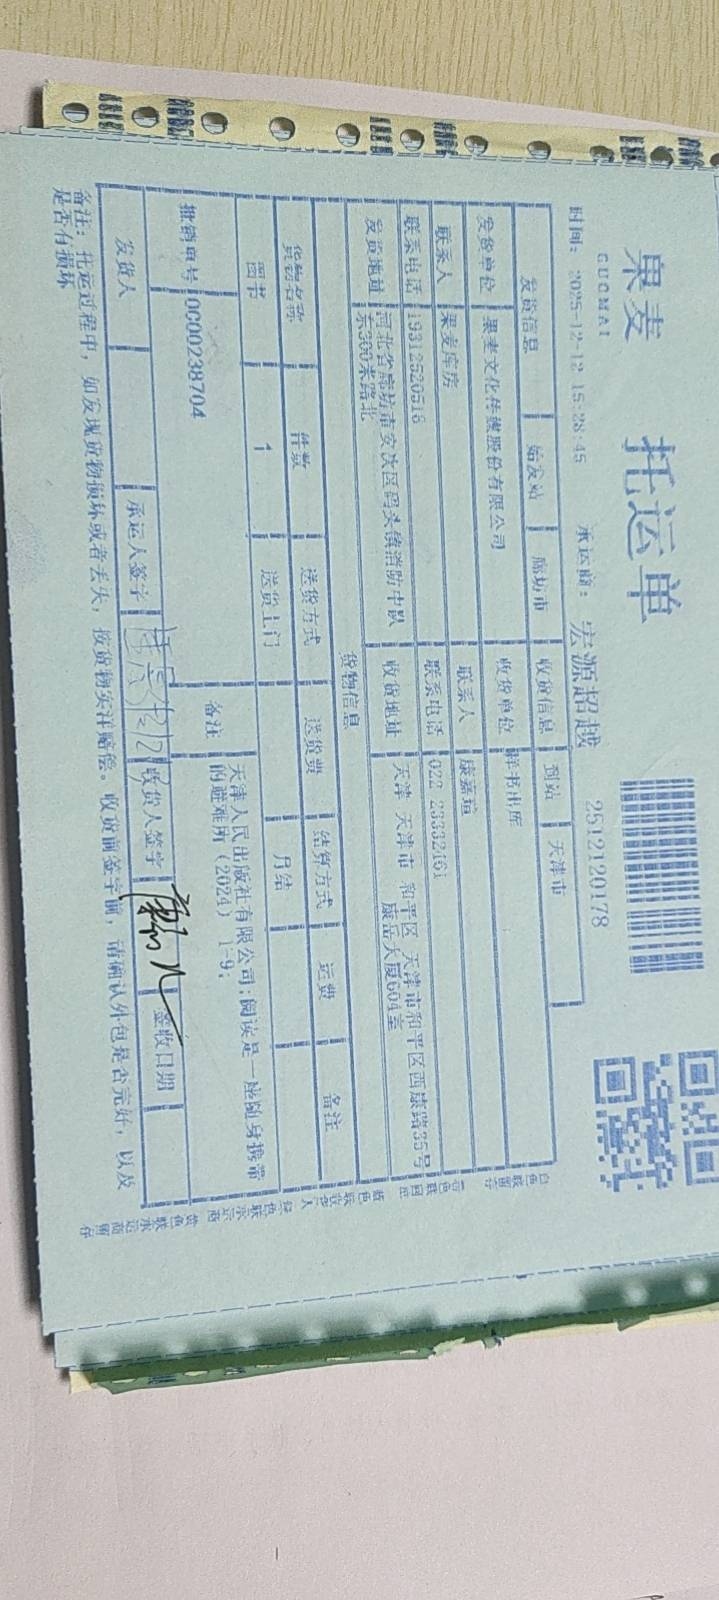 果麦 托运单
GUOMAI
时间: 2025-12-12 15:28:45 承运商: 宏源超越 2512120178
发货信息 始发站 廊坊市 收货信息 到站 天津市
发货单位 果麦文化传媒股份有限公司 收货单位 样书出库
联系人 果麦库房 联系人
联系电话 19312520518 联系电话 022-23332161
发货地址 河北省廊坊市安次区码头镇消防中队 收货地址 天津 天津市 和平区 天津市和平区西康路35号
东300米路北 康岳大厦604室
货物信息
货物名称 件数 送货方式 送货费 结算方式 运费 备注
图书 1 送货上门 月结
批销单号 0000238704 备注 天津人民出版社有限公司;阅读是一座随身携带
的避难所 (2024) 1-9;
发货人 承运人签字 收货人签字 签收日期
备注: 托运过程中, 如发现货物损坏或者丢失, 按货物实洋赔偿。收货前签字前, 请确认外包是否完好, 以及
是否有损坏